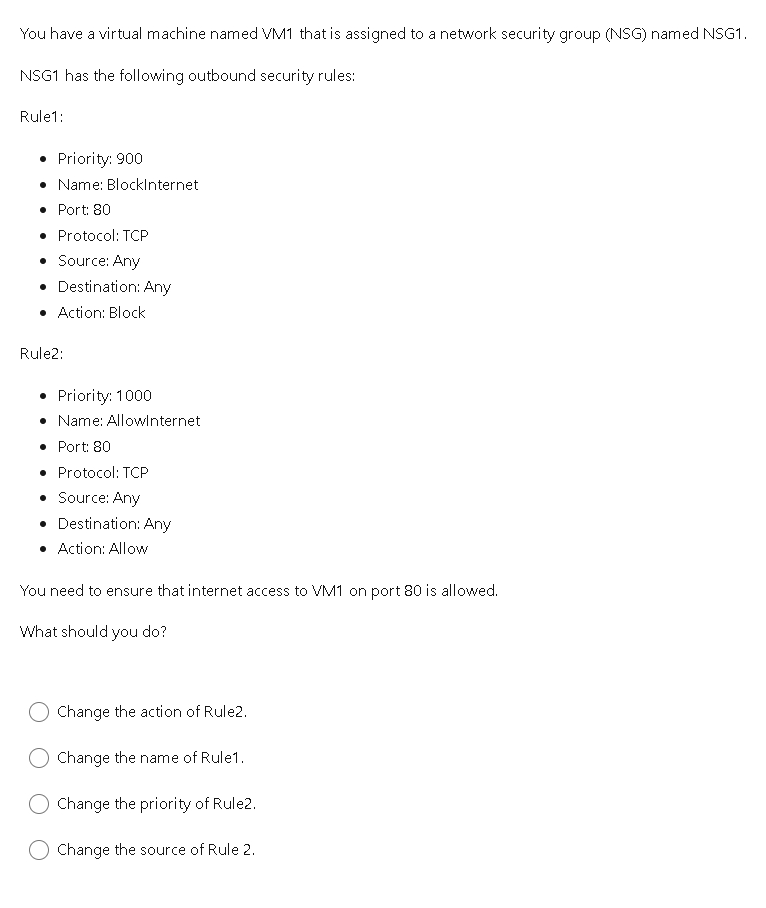 You have a virtual machine named VM1 that is assigned to a network security group (NSG) named NSG1.
NSG1 has the following outbound security rules:
Rule1:
• Priority: 900
• Name: BlockInternet
• Port: 80
• Protocol: TCP
• Source: Any
• Destination: Any
• Action: Block
Rule2:
• Priority: 1000
• Name: AllowInternet
• Port: 80
• Protocol: TCP
• Source: Any
• Destination: Any
• Action: Allow
You need to ensure that internet access to VM1 on port 80 is allowed.
What should you do?
Change the action of Rule2.
Change the name of Rule1.
Change the priority of Rule2.
Change the source of Rule 2.